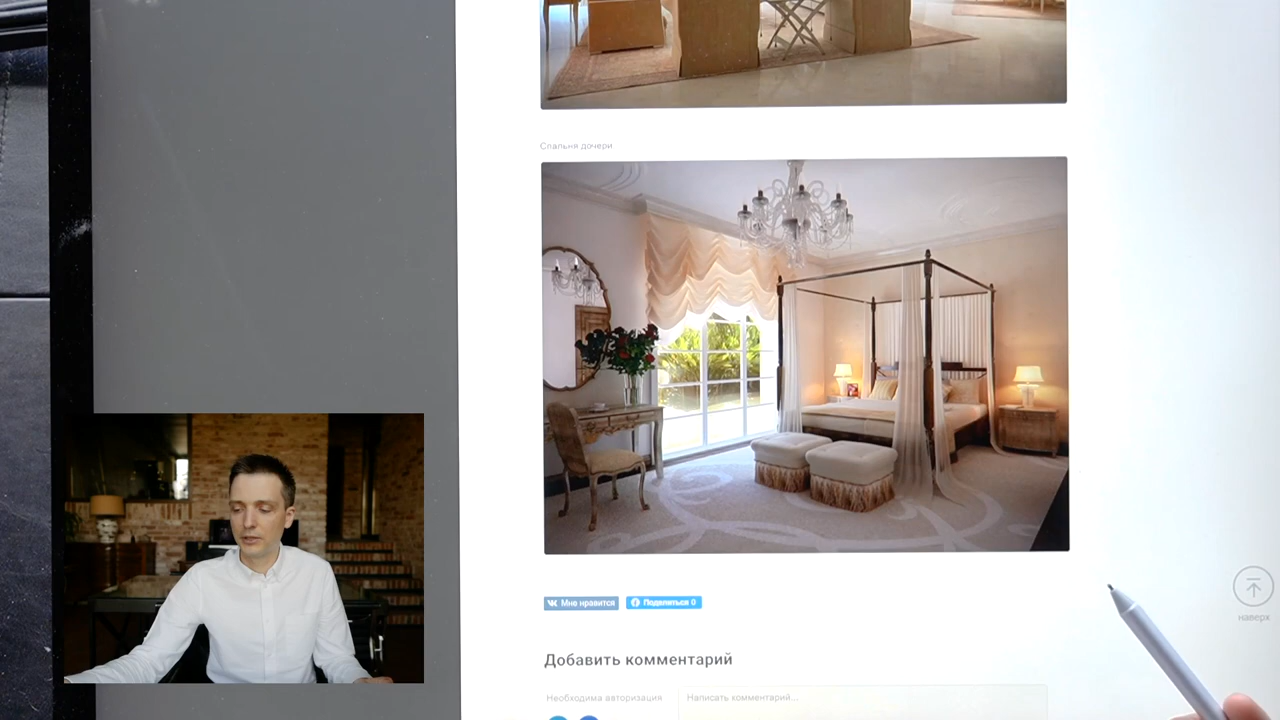 Спальня дочери
Мне нравится
Поделиться 0
наверх
Добавить комментарий
Необходима авторизация
Написать комментарий...